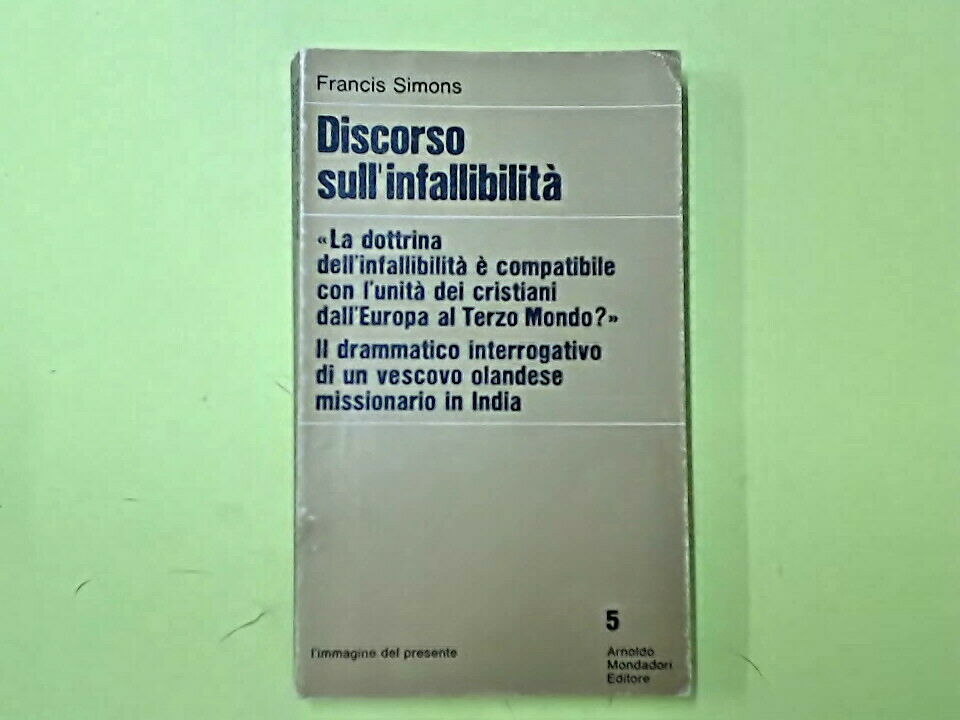 Francis Simons
Discorso
sull'infallibilità
«La dottrina
dell'infallibilità è compatibile
con l'unità dei cristiani
dall'Europa al Terzo Mondo?»
Il drammatico interrogativo
di un vescovo olandese
missionario in India
5
l'immagine del presente
Arnoldo
Mondadori
Editore